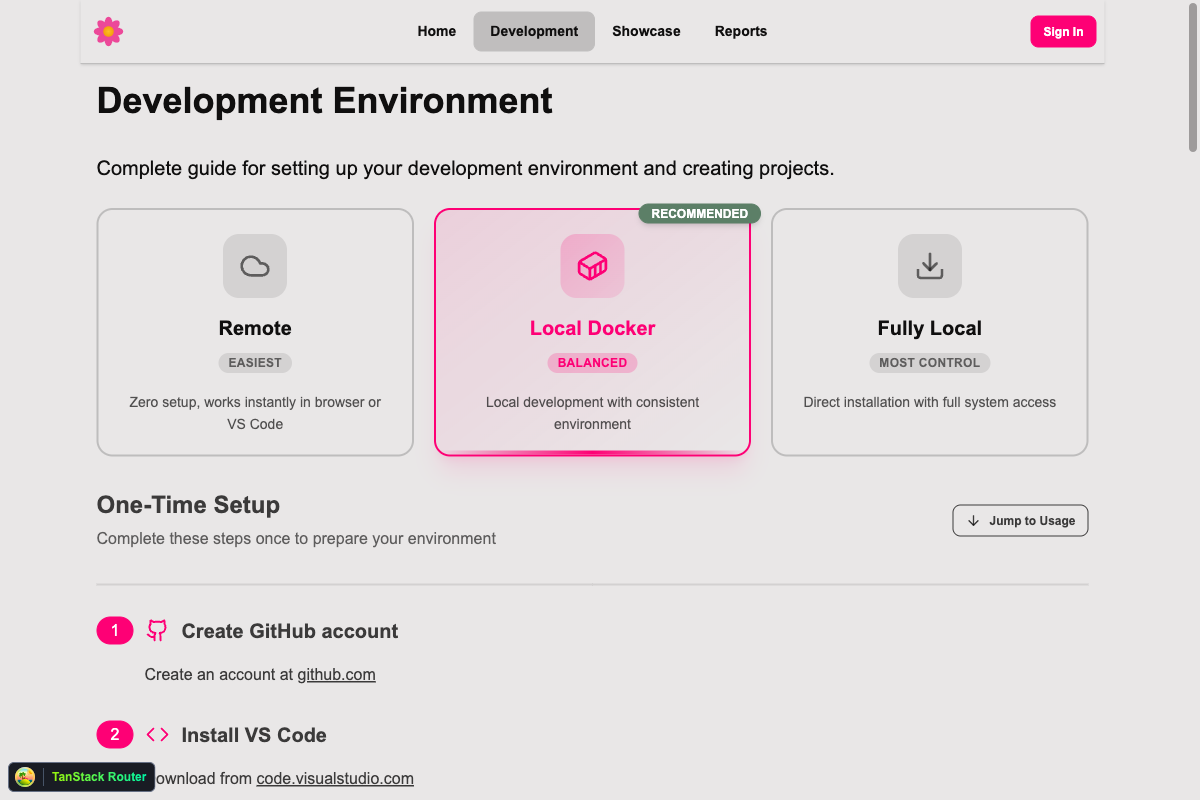 Home
Development
Showcase
Reports
Sign In
Development Environment
Complete guide for setting up your development environment and creating projects.
Remote
EASIEST
Zero setup, works instantly in browser or
VS Code
RECOMMENDED
Local Docker
BALANCED
Local development with consistent
environment
Fully Local
MOST CONTROL
Direct installation with full system access
One-Time Setup
Complete these steps once to prepare your environment
Jump to Usage
1
Create GitHub account
Create an account at github.com
2
Install VS Code
ownload from code.visualstudio.com
TanStack Router